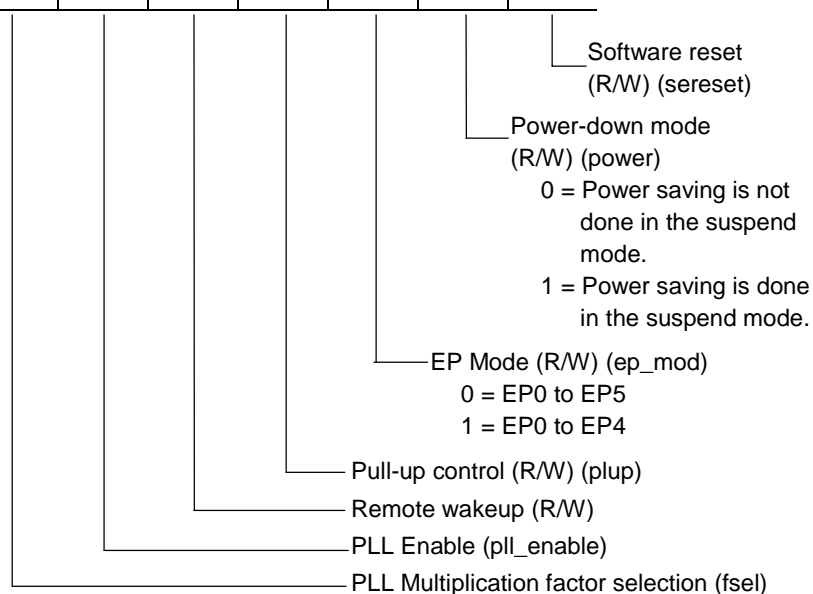 Software reset
(R/W) (sereset)
Power-down mode
(R/W) (power)
0 = Power saving is not
done in the suspend
mode.
1 = Power saving is done
in the suspend mode.
EP Mode (R/W) (ep_mod)
0 = EP0 to EP5
1 = EP0 to EP4
Pull-up control (R/W) (plup)
Remote wakeup (R/W)
PLL Enable (pll_enable)
PLL Multiplication factor selection (fsel)